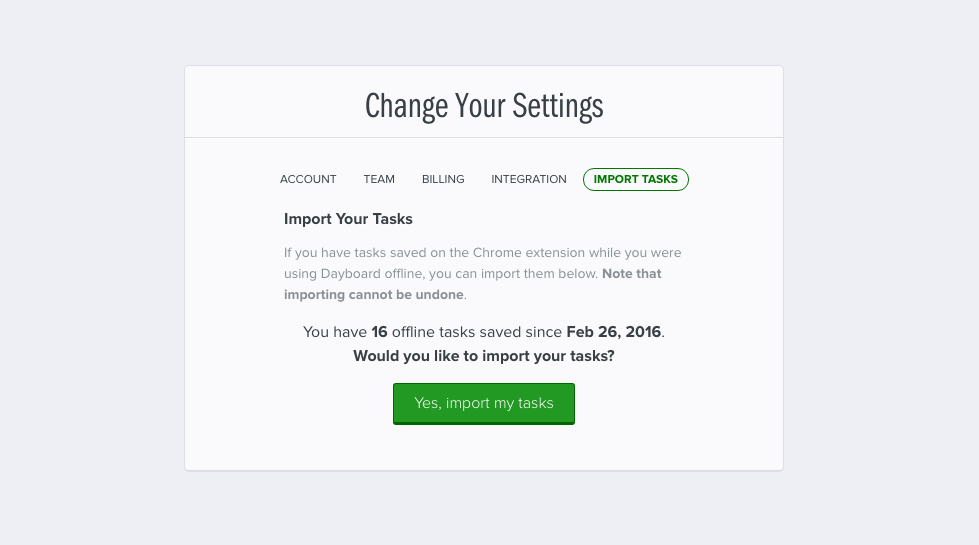 Change Your Settings
ACCOUNT TEAM BILLING INTEGRATION IMPORT TASKS
Import Your Tasks
If you have tasks saved on the Chrome extension while you were
using Dayboard offline, you can import them below. Note that
importing cannot be undone.
You have 16 offline tasks saved since Feb 26, 2016.
Would you like to import your tasks?
Yes, import my tasks